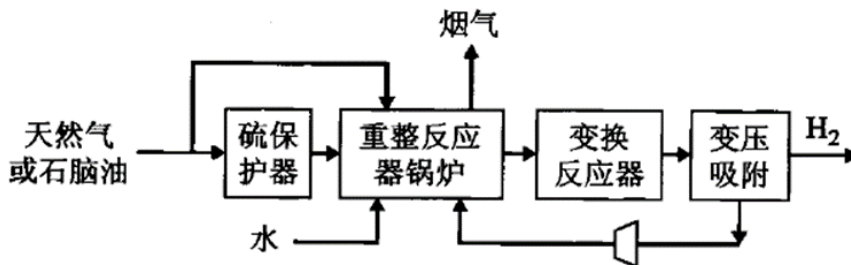 烟气
天然气
或石脑油
硫保
护器
重整反应
器锅炉
变换
反应器
变压
吸附
H₂
水